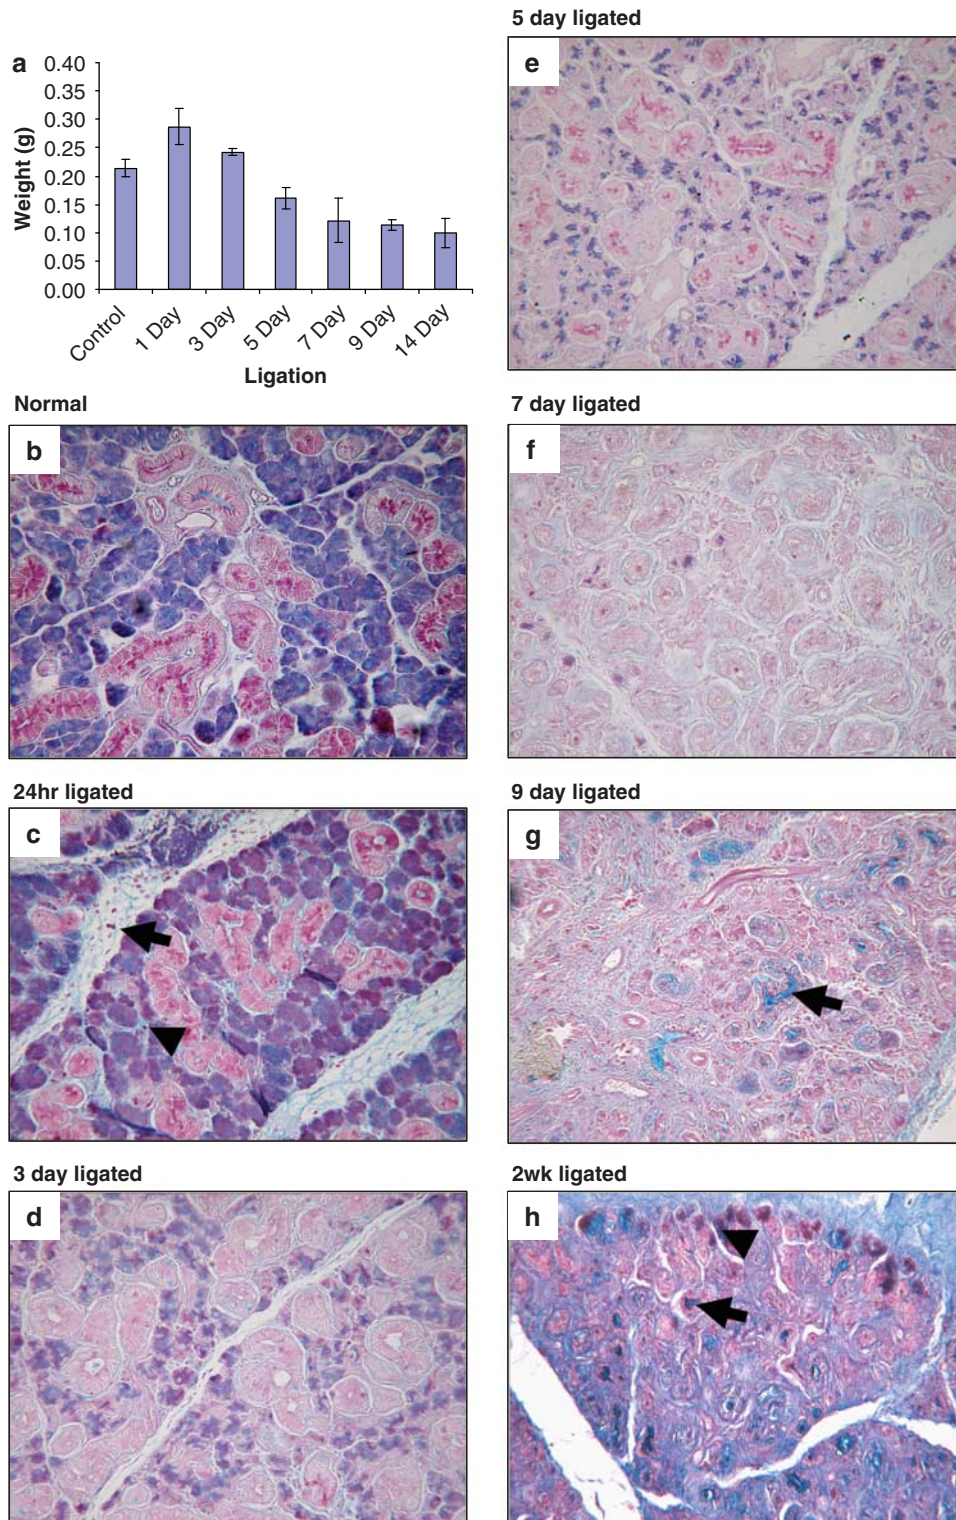 a
0.40
0.35
0.30
0.25
0.20
0.15
0.10
0.05
0.00
Weight (g)
Control
1 Day
3 Day
5 Day
7 Day
9 Day
14 Day
Ligation
Normal
b
24hr ligated
c
3 day ligated
d
5 day ligated
e
7 day ligated
f
9 day ligated
g
2wk ligated
h